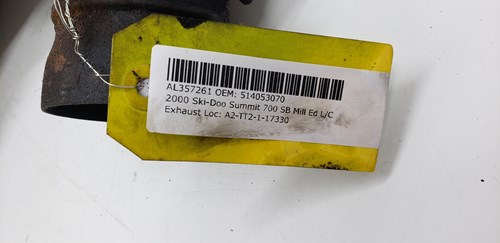 AL357261 OEM: 514053070
2000 Ski-Doo Summit 700 SB Mill Ed L/C
Exhaust Loc: A2-TT2-1-17330